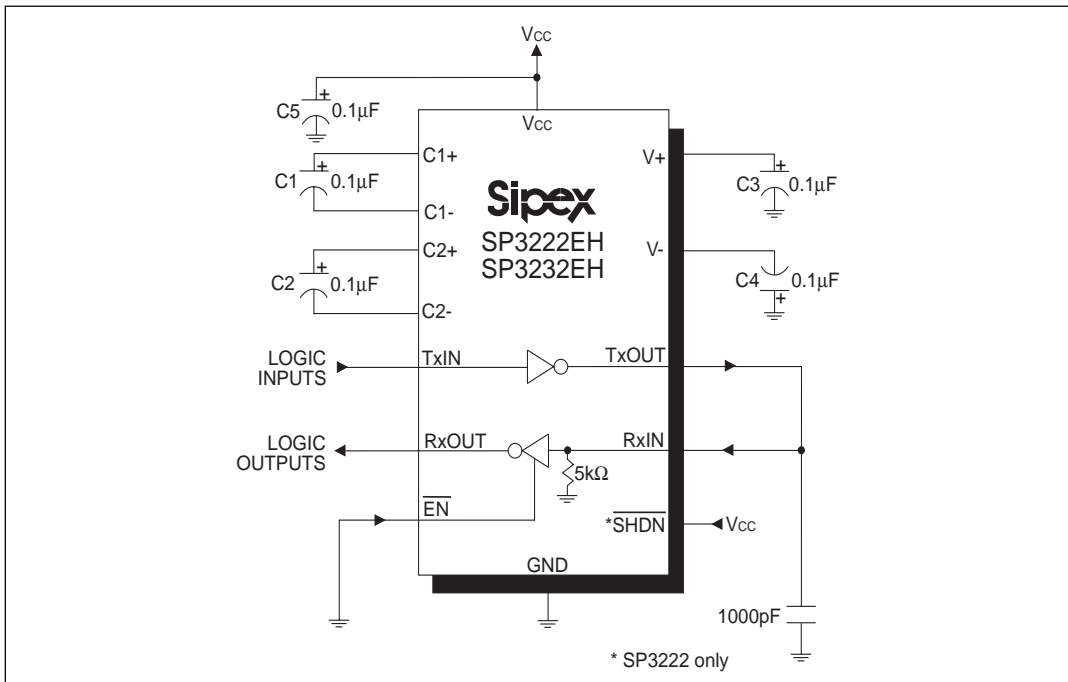 Vcc
C5
+
0.1µF
Vcc
C1+
V+
C1
+
0.1µF
C3
+
0.1µF
C1-
Sipex
SP3222EH
SP3232EH
C2+
V-
C2
+
0.1µF
C4
+
0.1µF
C2-
LOGIC
INPUTS
TxIN
TxOUT
LOGIC
OUTPUTS
RxOUT
RxIN
5kΩ
EN
*SHDN
Vcc
GND
1000pF
* SP3222 only